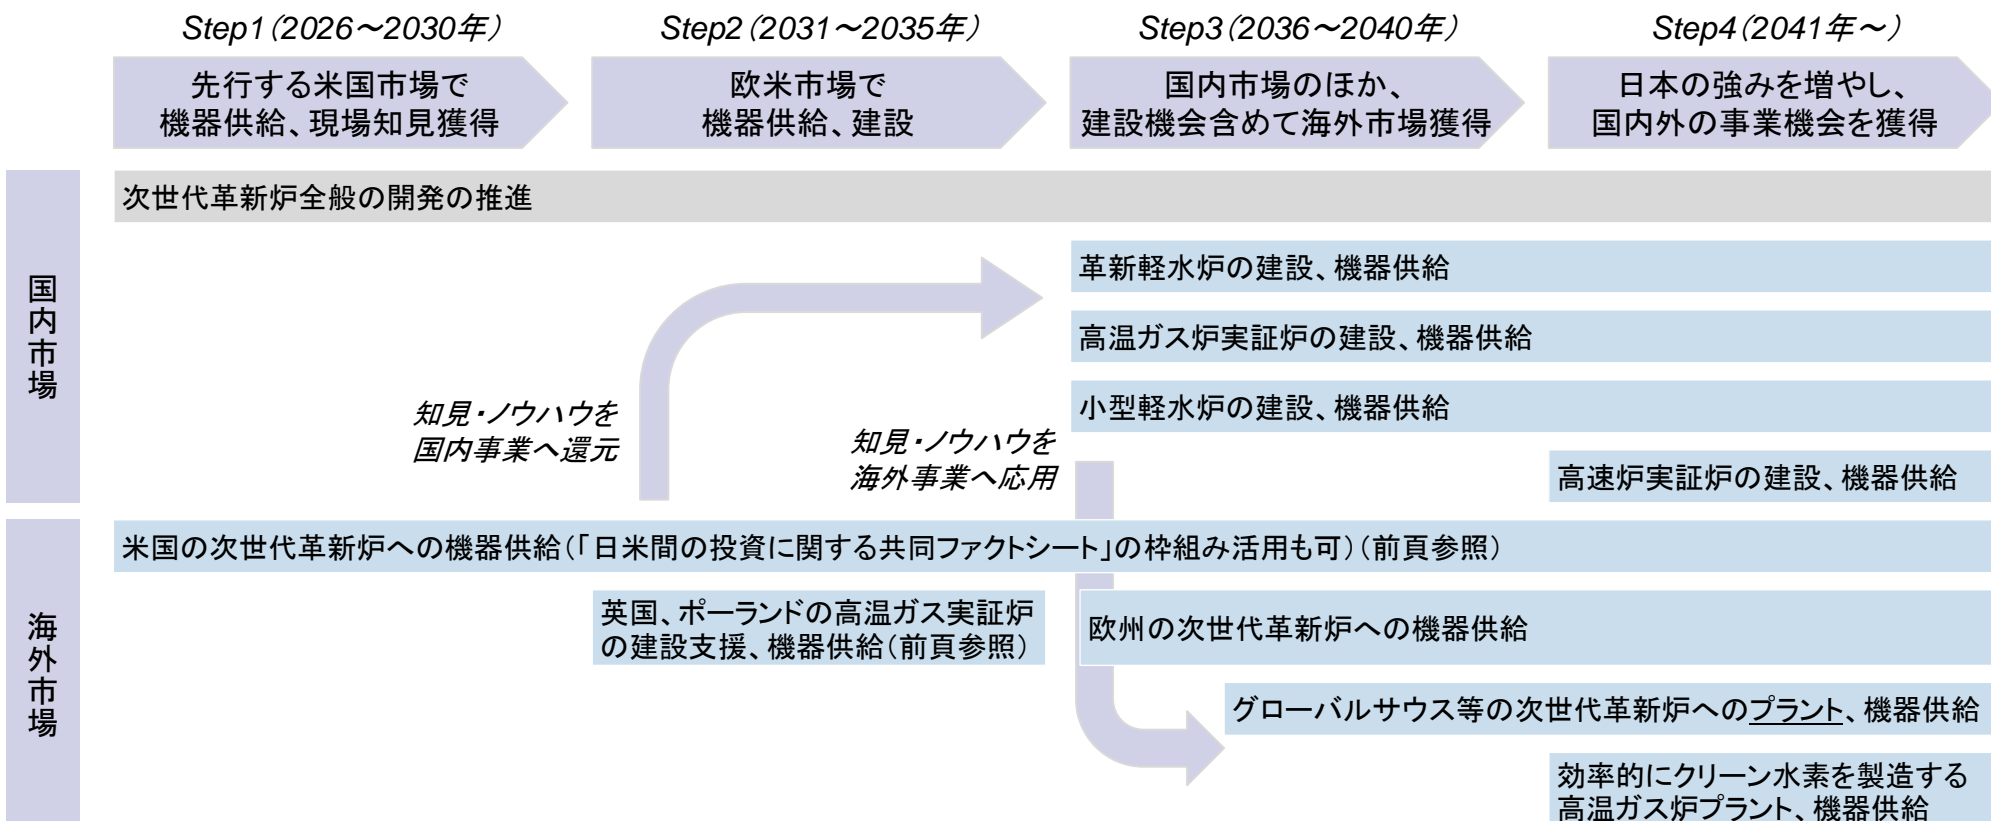 Step1（2026～2030年）
Step2（2031～2035年）
Step3（2036～2040年）
Step4（2041年～）
先行する米国市場で
機器供給、現場知見獲得
欧米市場で
機器供給、建設
国内市場のほか、
建設機会含めて海外市場獲得
日本の強みを増やし、
国内外の事業機会を獲得
国内市場
次世代革新炉全般の開発の推進
革新軽水炉の建設、機器供給
高温ガス炉実証炉の建設、機器供給
小型軽水炉の建設、機器供給
高速炉実証炉の建設、機器供給
知見・ノウハウを
国内事業へ還元
知見・ノウハウを
海外事業へ応用
海外市場
米国の次世代革新炉への機器供給（「日米間の投資に関する共同ファクトシート」の枠組み活用も可）（前頁参照）
英国、ポーランドの高温ガス実証炉
の建設支援、機器供給（前頁参照）
欧州の次世代革新炉への機器供給
グローバルサウス等の次世代革新炉へのプラント、機器供給
効率的にクリーン水素を製造する
高温ガス炉プラント、機器供給